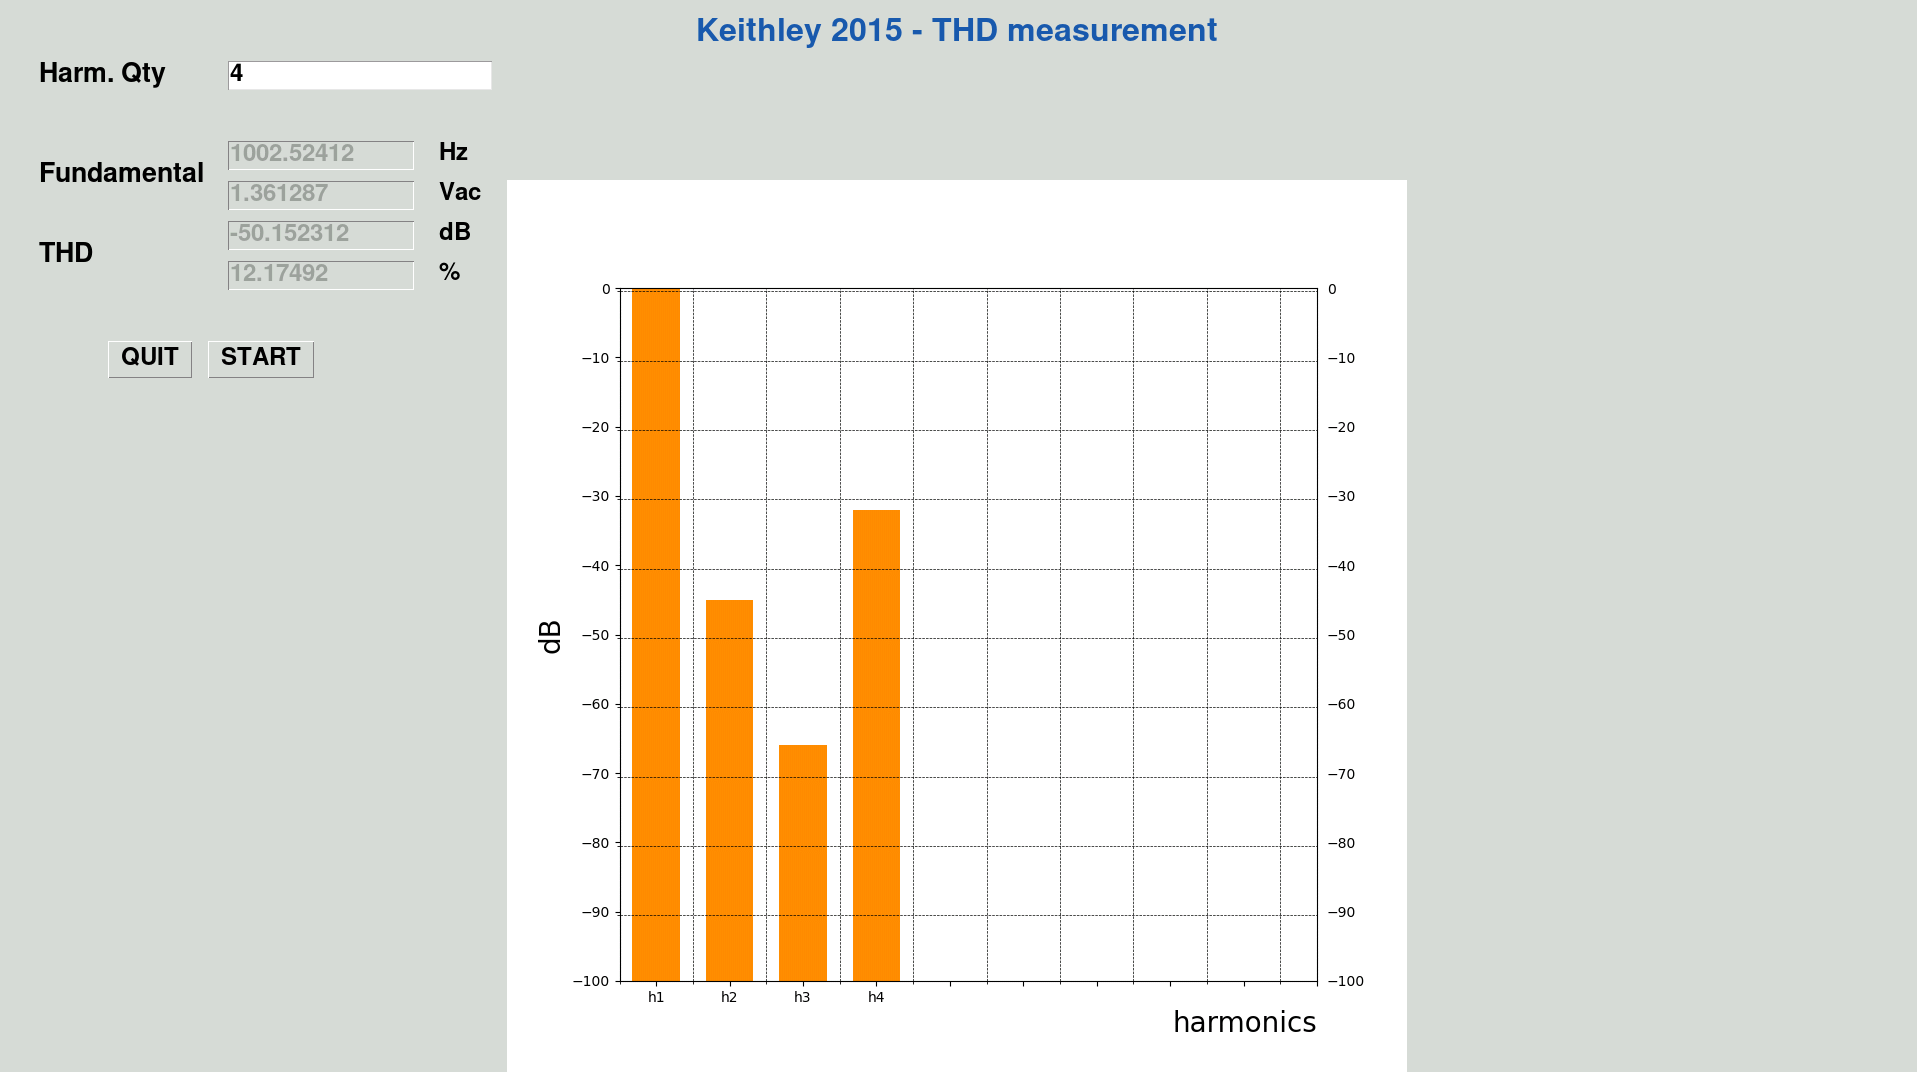 Keithley 2015 - THD measurement
Harm. Qty 4
Fundamental
1002.52412 Hz
1.361287 Vac
THD
-50.152312 dB
12.17492 %
QUIT START
0 0
−10 −10
−20 −20
−30 −30
−40 −40
−50 −50
−60 −60
−70 −70
−80 −80
−90 −90
−100 −100
dB
h1 h2 h3 h4
harmonics